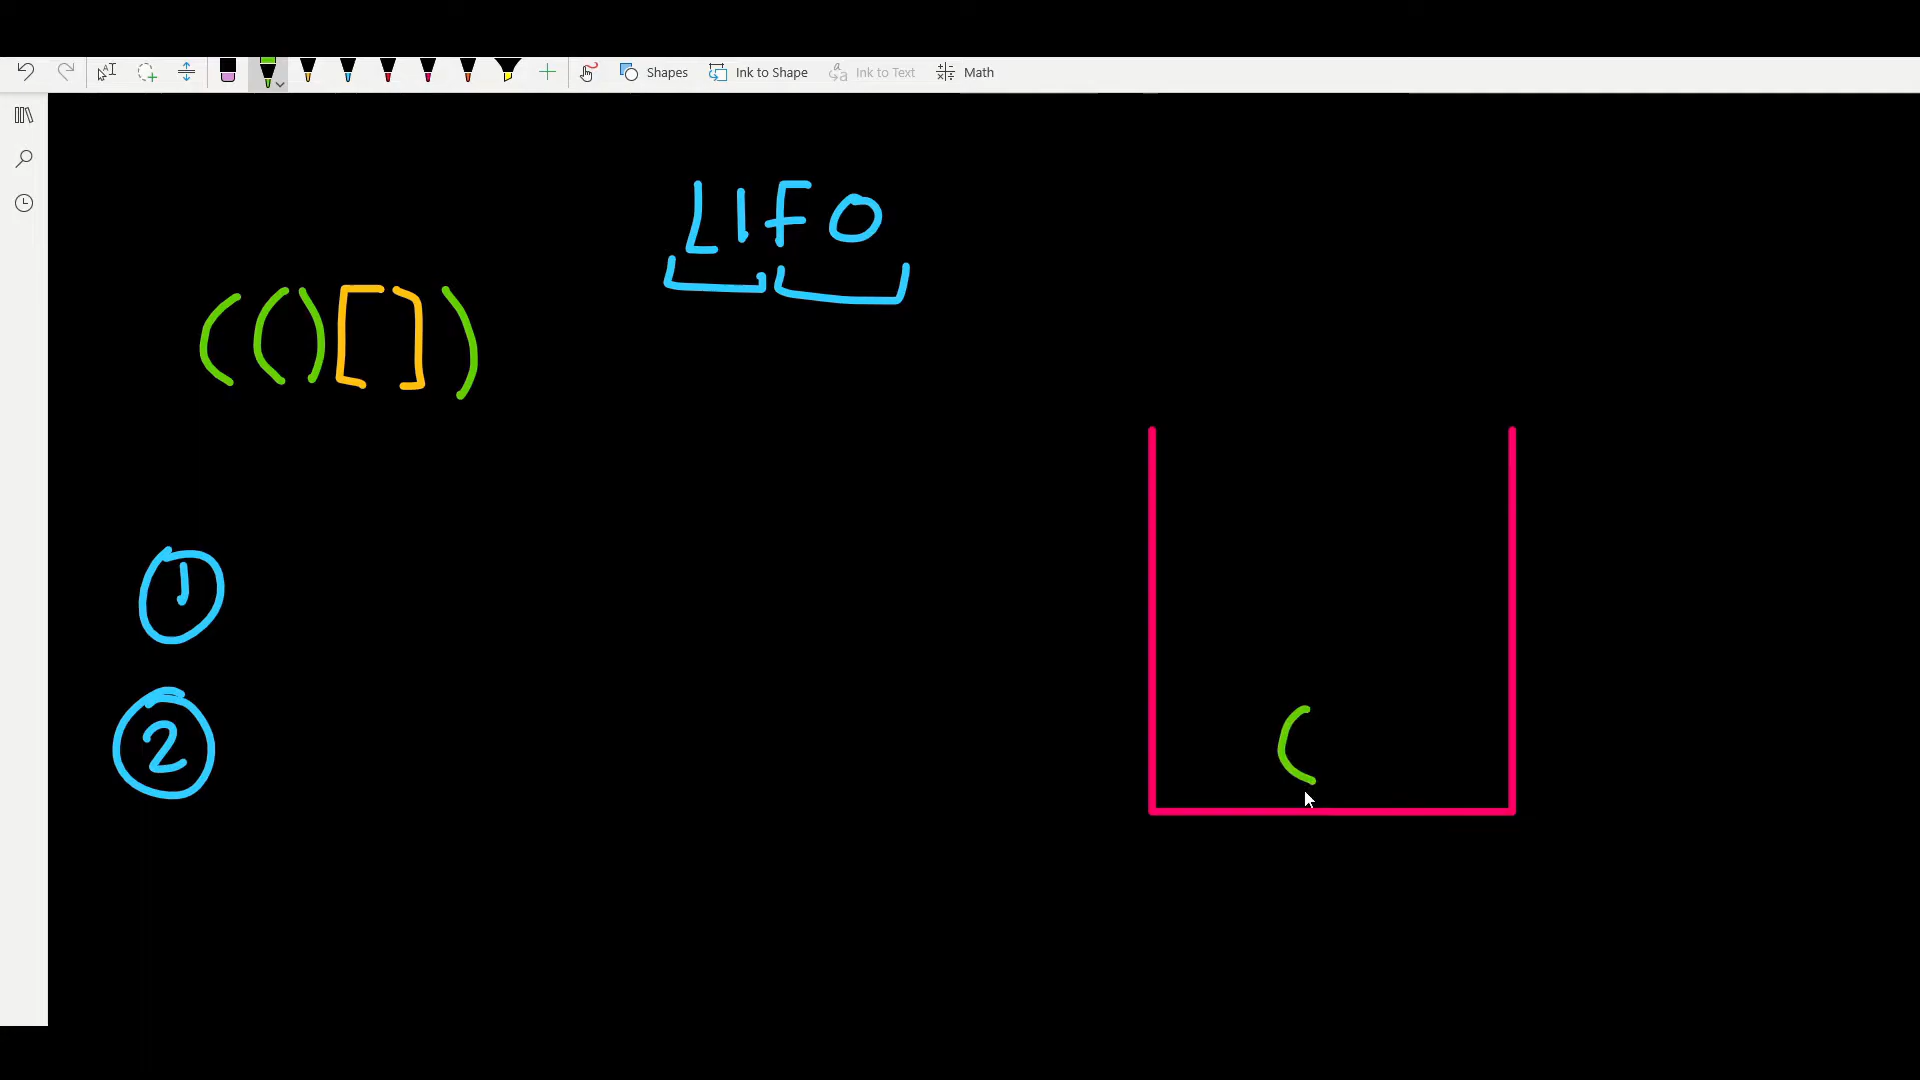 Shapes Ink to Shape Ink to Text Math
LIFO
(()[])
1
2
(